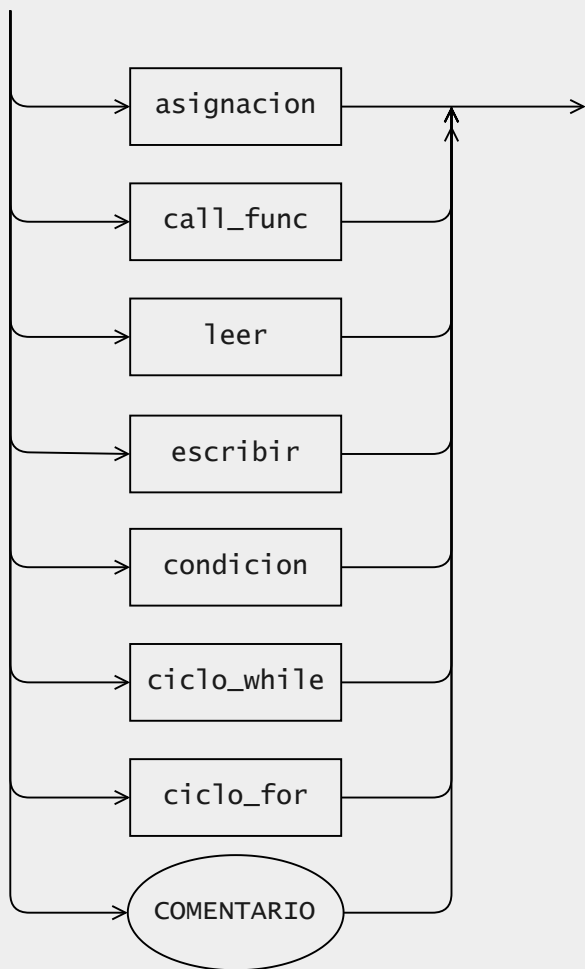 asignacion
call_func
leer
escribir
condicion
ciclo_while
ciclo_for
COMENTARIO